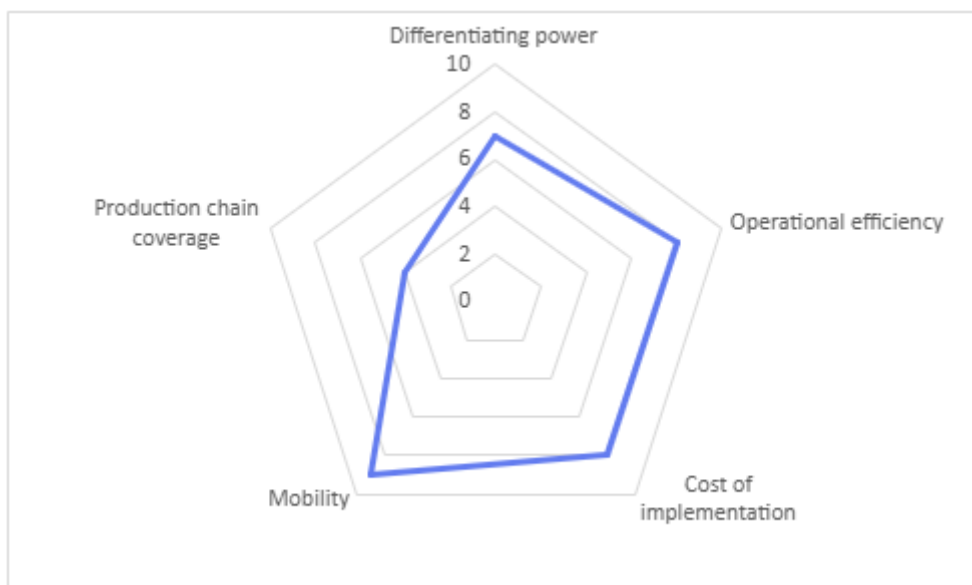 Differentiating power
10
8
6
4
2
0
Production chain
coverage
Operational efficiency
Mobility
Cost of
implementation